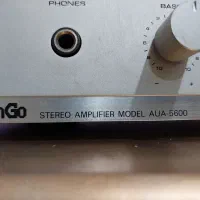 PHONES
BAS
nGo STEREO AMPLIFIER MODEL AUA-5600